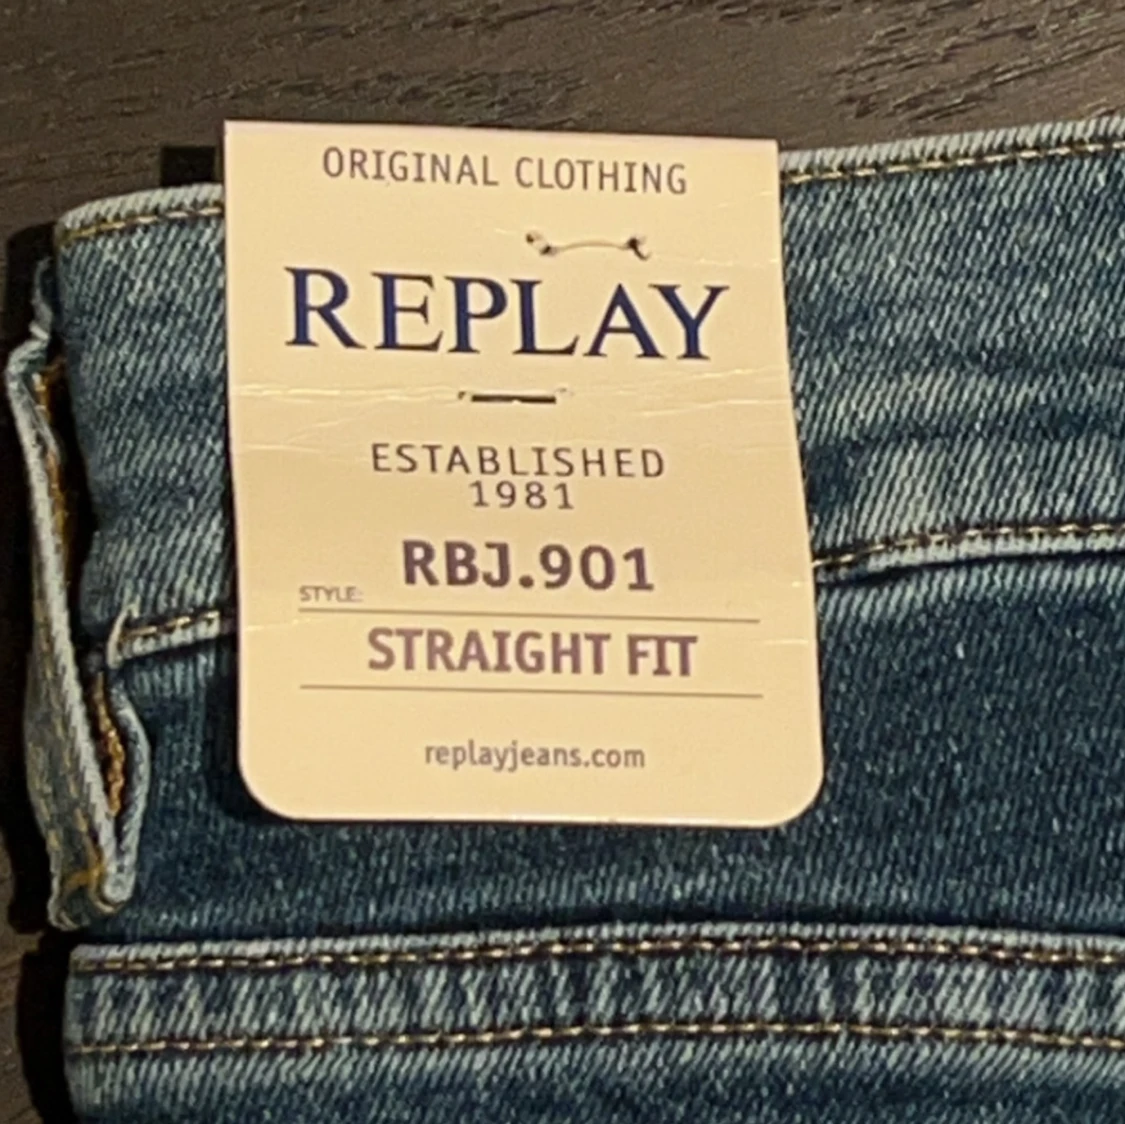 ORIGINAL CLOTHING
REPLAY
ESTABLISHED
1981
RBJ.901
STYLE:
STRAIGHT FIT
replayjeans.com